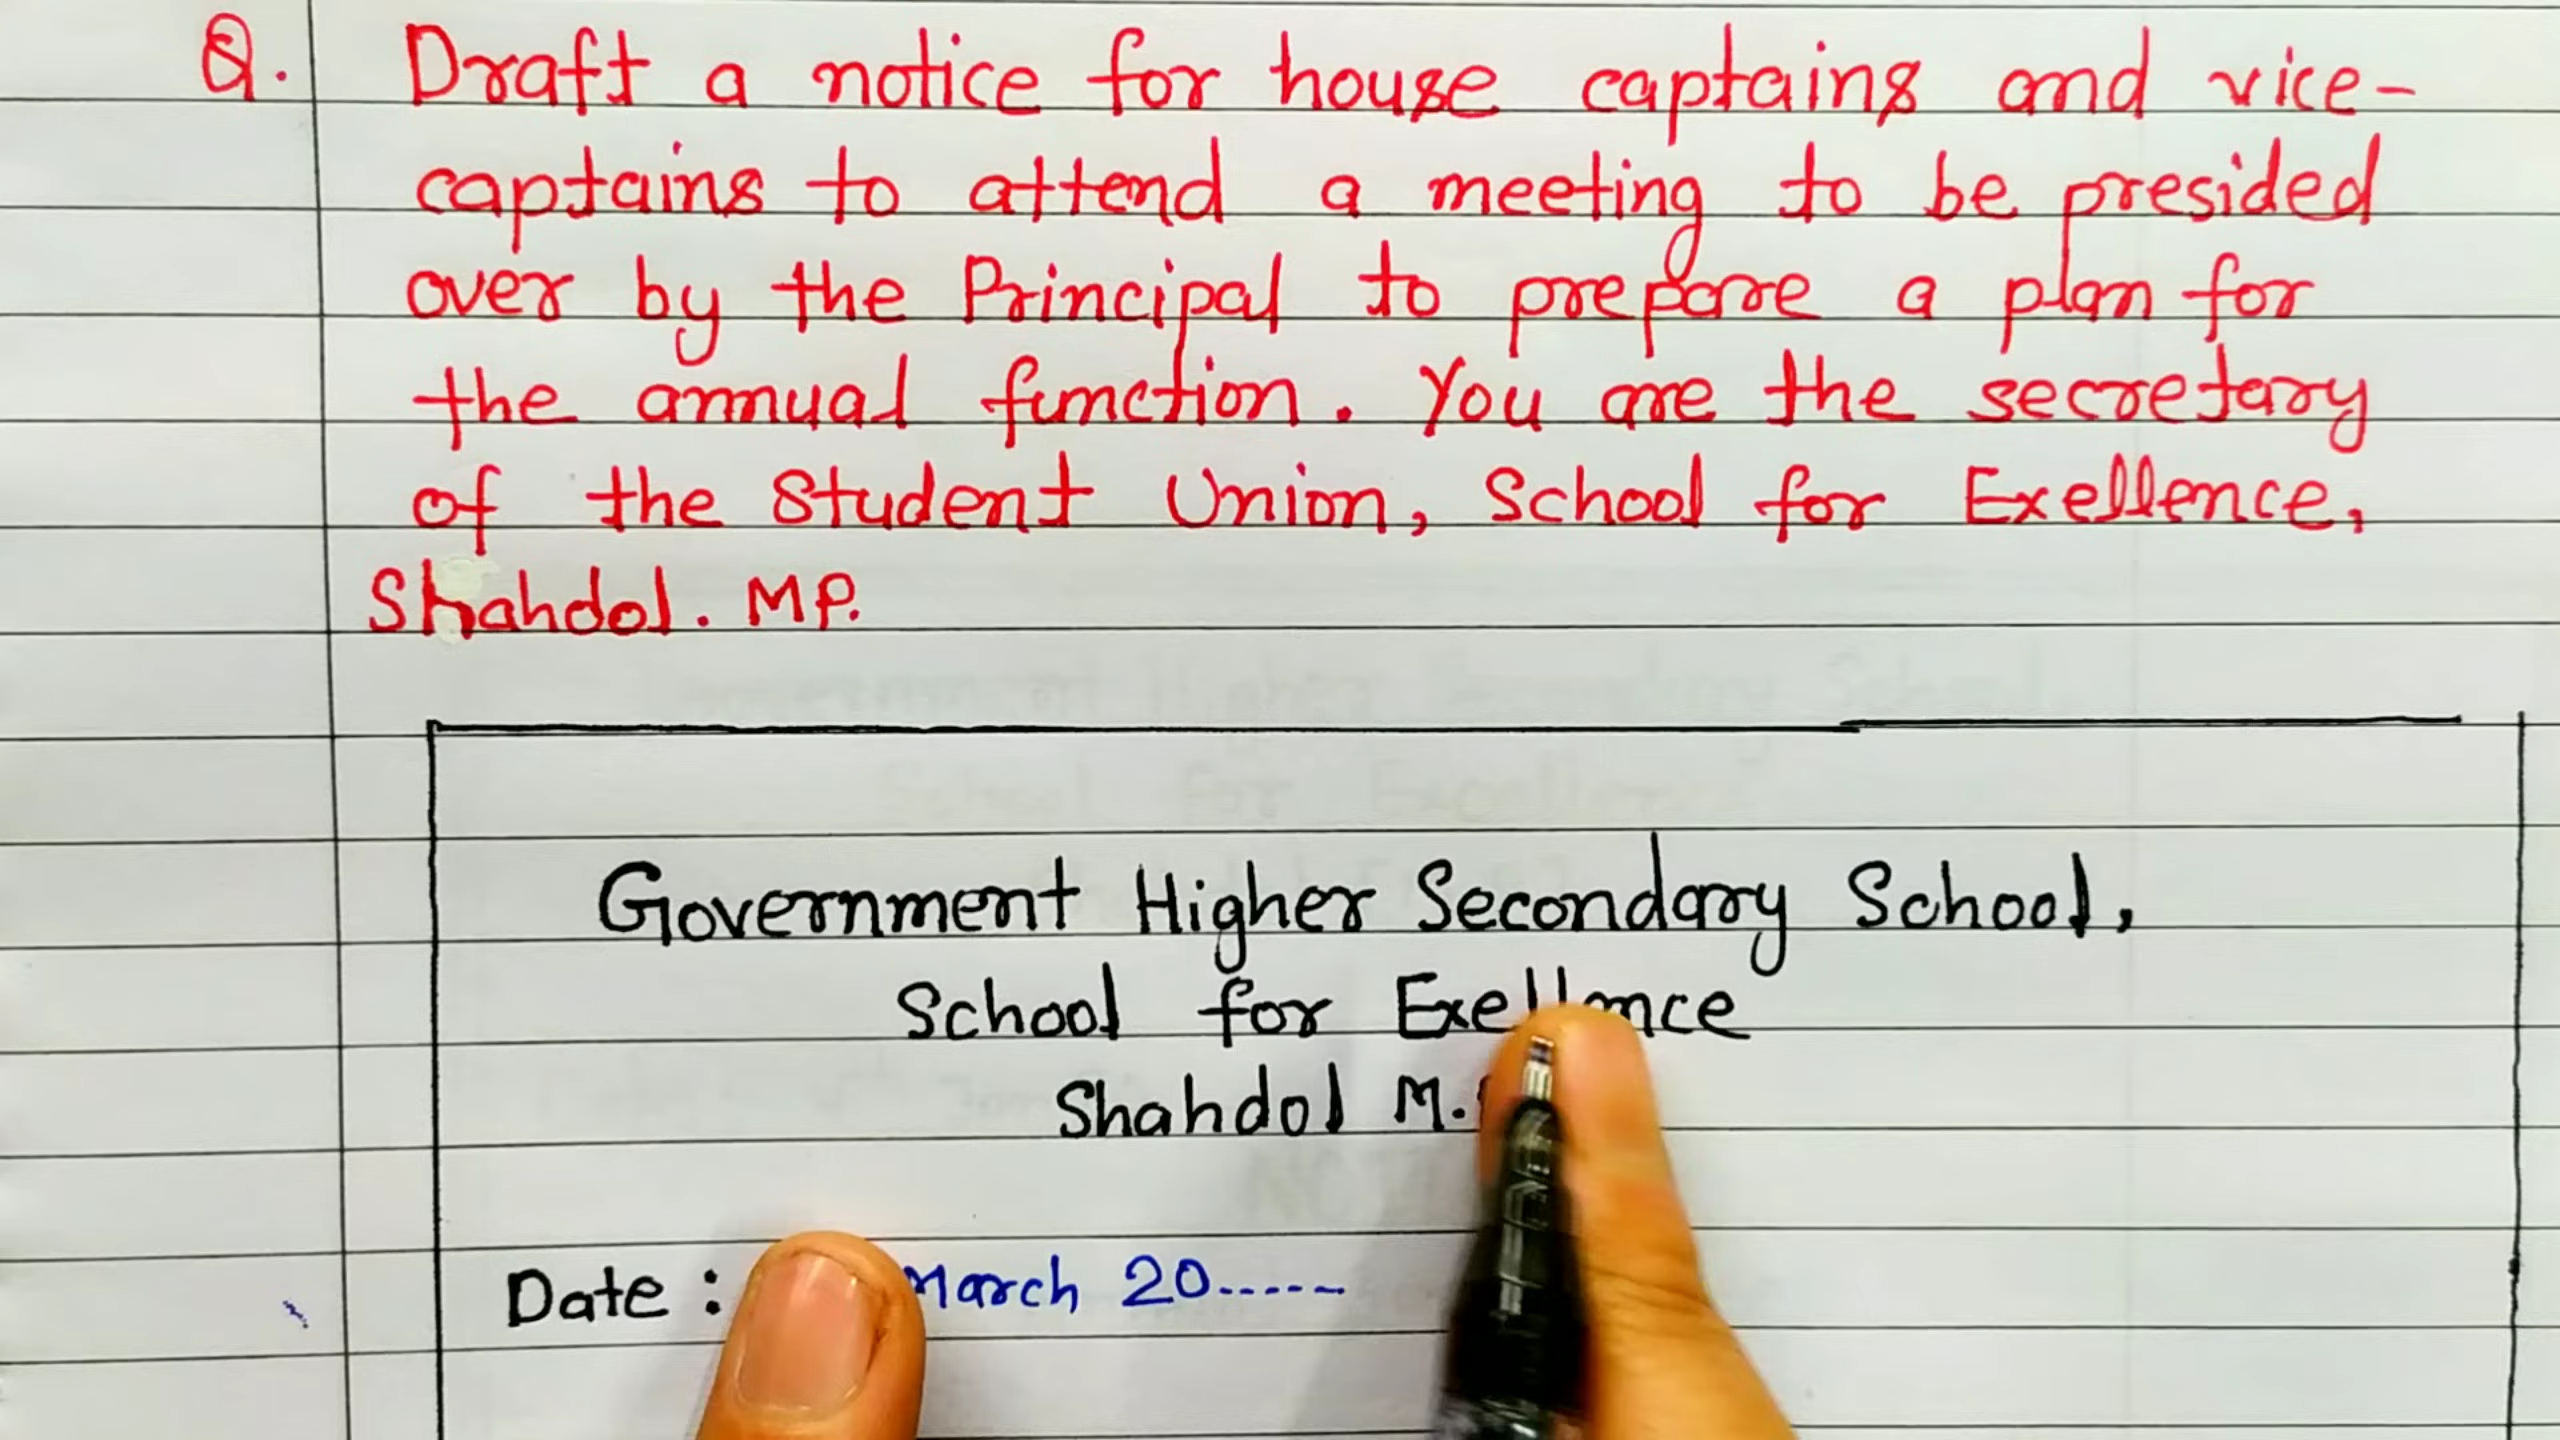 Q. Draft a notice for house captains and vice-
captains to attend a meeting to be presided
over by the Principal to prepare a plan for
the annual function. You are the secretary
of the Student Union, School for Exellence,
Shahdol. MP.
Government Higher Secondary School,
School for Exellence
Shahdol M.
Date : March 20.....